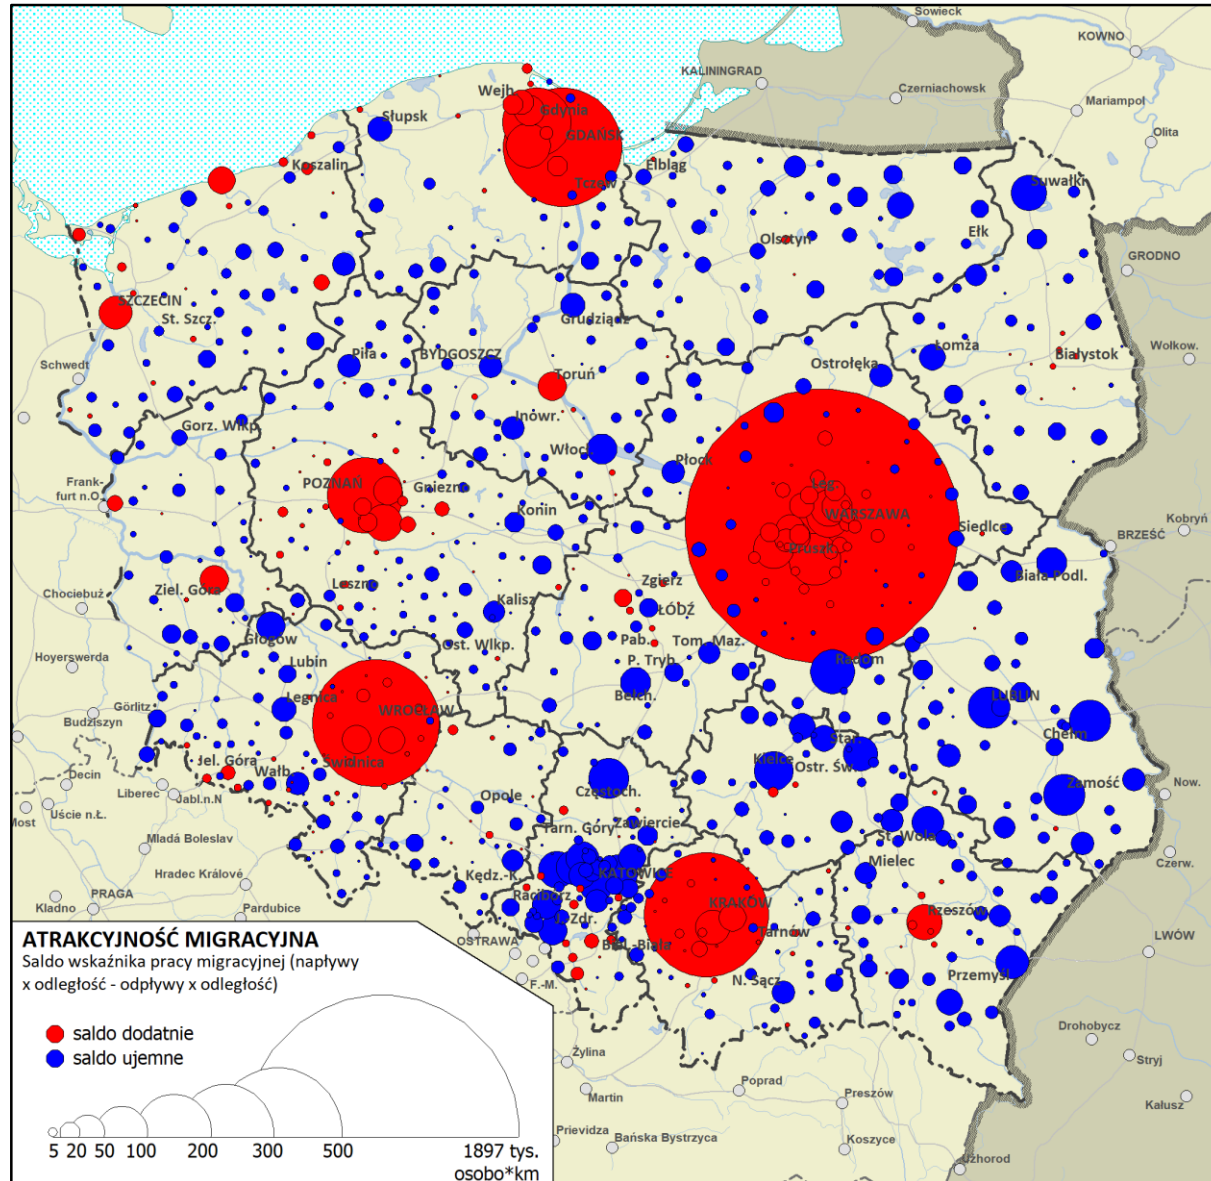 Sowieck
KOWNO
KALININGRAD
Czerniachowsk
Mariampol
Olita
Wejh.
Gdynia
GDAŃSK
Słupsk
Koszalin
Elbląg
Tczew
Suwałki
Olsztyn
Ełk
GRODNO
SZCZECIN
St. Szcz.
Grudziądz
Schwedt
Piła
BYDGOSZCZ
Toruń
Ostrołęka
Łomża
Białystok
Wołkow.
Gorz. Wlkp.
Inowr.
Włocł.
Płock
Frank-
furt n.O.
POZNAŃ
Gniezno
Konin
Leg.
WARSZAWA
Siedlce
Kobryń
BRZEŚĆ
Pruszk.
Chociebuż
Ziel. Góra
Leszno
Kalisz
Zgierz
ŁÓDŹ
Biała Podl.
Hoyerswerda
Głogów
Ost. Wlkp.
Pab.
Tom. Maz.
P. Tryb.
Radom
Lubin
Bełch.
Görlitz
Legnica
WROCŁAW
LUBLIN
Chełm
Budziszyn
Star.
Kielce
Ostr. Św.
Jel. Góra
Wałb.
Świdnica
Częstoch.
Zamość
Decin
Liberec
Jabl.n.N
Now.
Most
Uście n.Ł.
Opole
Tarn. Góry
Zawiercie
St. Wola
Mladá Boleslav
Mielec
Czerw.
Hradec Králové
Kędz.-K.
KATOWICE
PRAGA
Kladno
Pardubice
Racibórz
J. Zdr.
KRAKÓW
Rzeszów
Tarnów
OSTRAWA
Biel.-Biała
LWÓW
F.-M.
N. Sącz
Przemyśl
ATRAKCYJNOŚĆ MIGRACYJNA
Saldo wskaźnika pracy migracyjnej (napływy
x odległość - odpływy x odległość)
saldo dodatnie
saldo ujemne
5 20 50 100 200 300 500 1897 tys.
osobo*km
Drohobycz
Stryj
Żylina
Poprad
Martin
Preszów
Kałusz
Prievidza
Bańska Bystrzyca
Koszyce
Użhorod